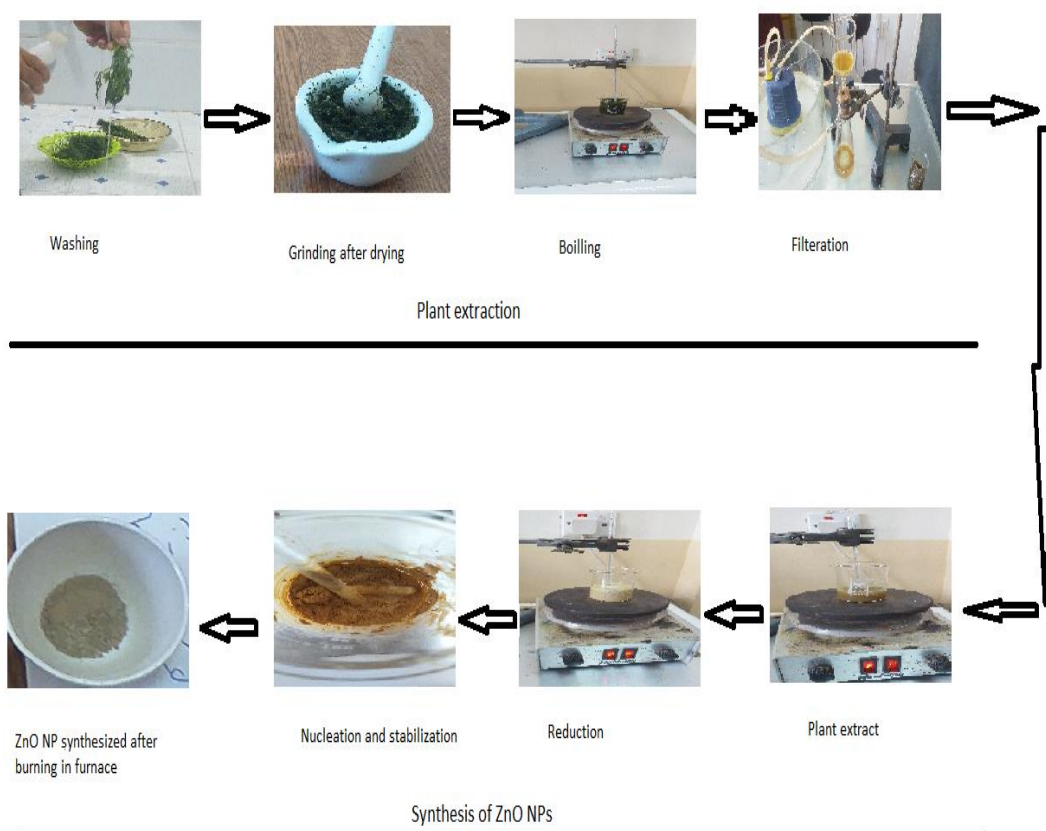 Washing
Grinding after drying
Boilling
Filteration
Plant extraction
Plant extract
Reduction
Nucleation and stabilization
ZnO NP synthesized after
burning in furnace
Synthesis of ZnO NPs